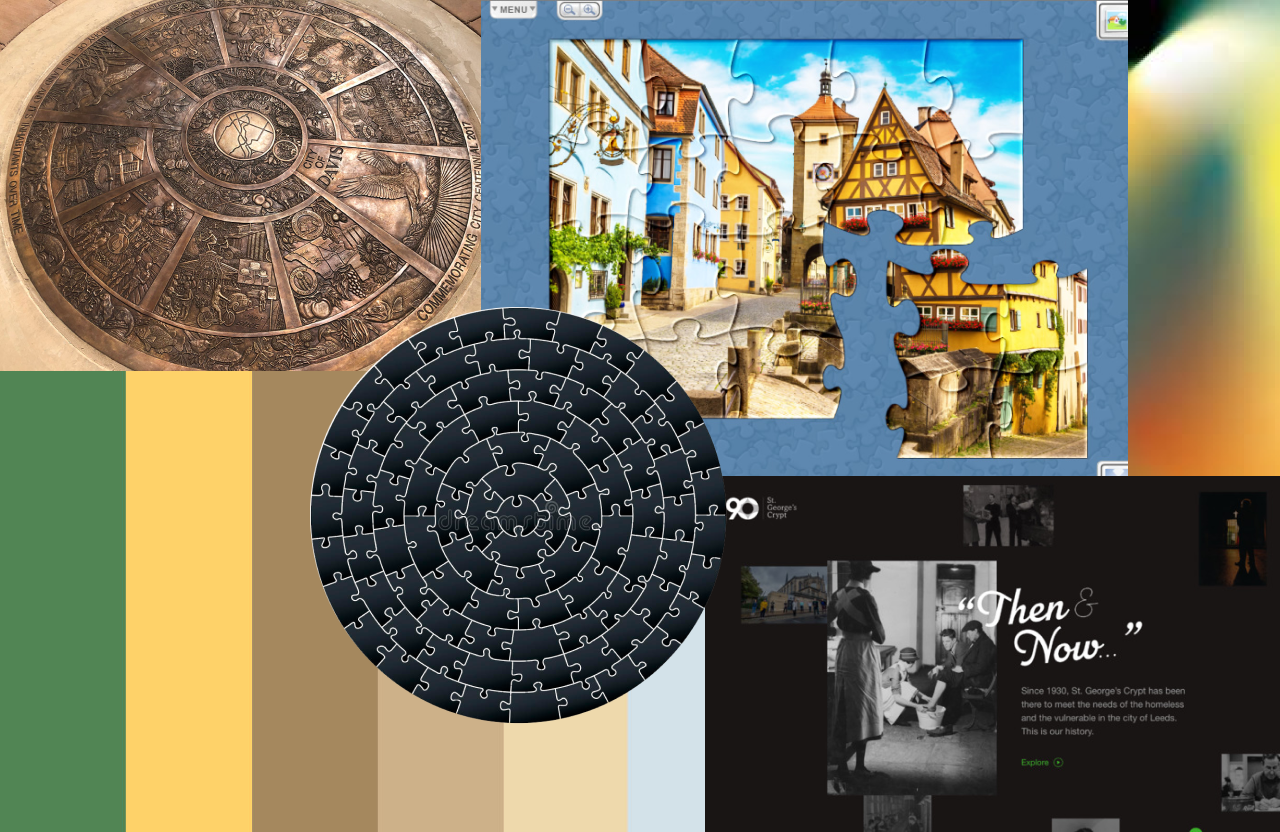 MENU
CITY
OF
DAVIS
COMMEMORATING CITY CENTENNIAL
dreamstime
90
St.
George's
Crypt
“Then &
Now...”
Since 1930, St. George's Crypt has been
there to meet the needs of the homeless
and the vulnerable in the city of Leeds.
This is our history.
Explore